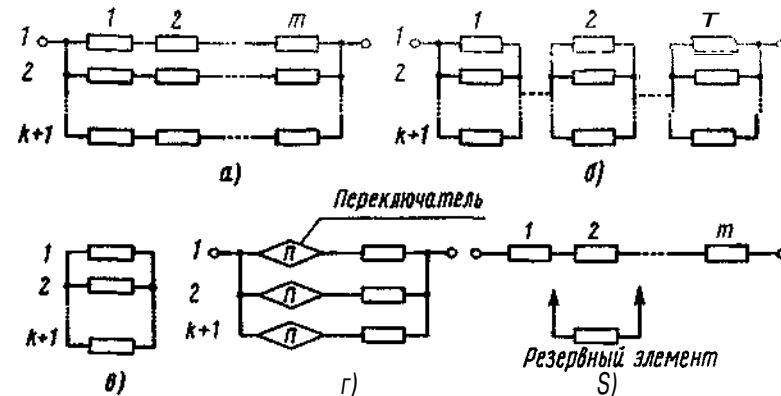 1 2 m
1
2
k+1
а)
1 2 T
1
2
k+1
б)
Переключатель
1
2
k+1
в)
1 П
2 П
k+1 П
г)
1 2 m
Резервный элемент
S)